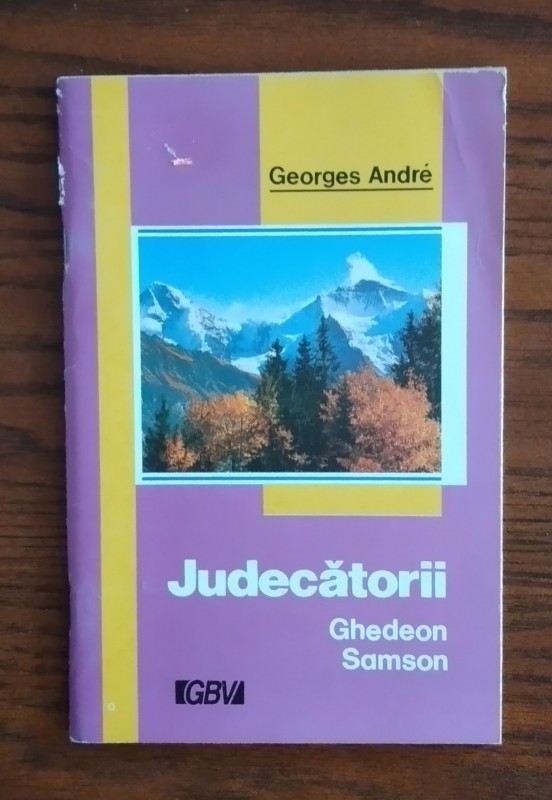 Georges André
Judecătorii
Ghedeon
Samson
GBV